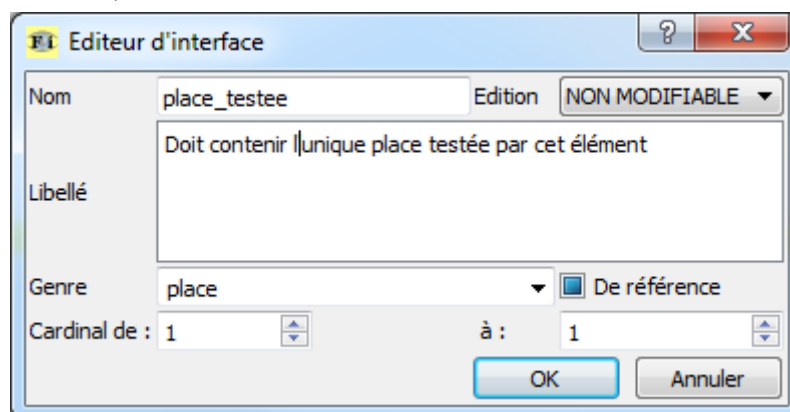 Editeur d'interface
Nom place_testee Edition NON MODIFIABLE
Doit contenir l'unique place testée par cet élément
Libellé
Genre place De référence
Cardinal de : 1 à : 1
OK Annuler